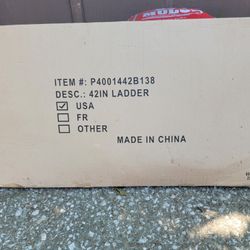 ITEM #: P4001442B138
DESC.: 42IN LADDER
USA
FR
OTHER
MADE IN CHINA